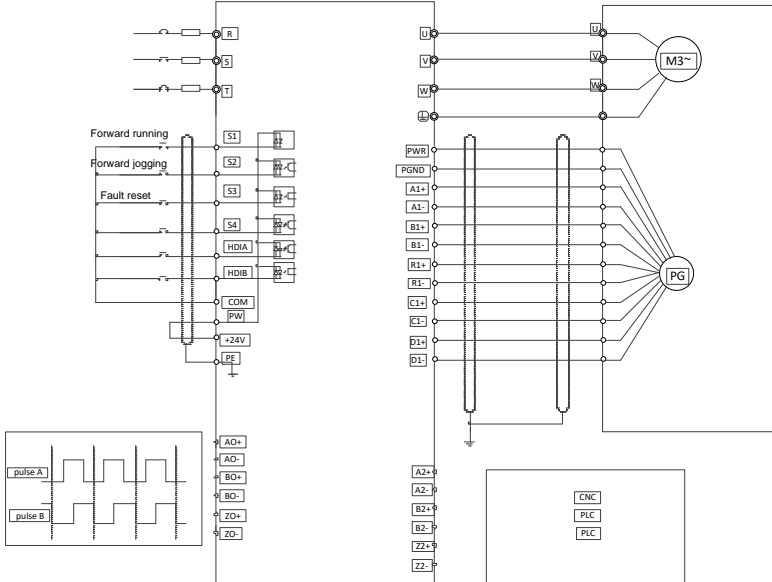 R
S
T
Forward running
Forward jogging
Fault reset
S1
S2
S3
S4
HDIA
HDIB
COM
PW
+24V
PE
pulse A
pulse B
AO+
AO-
BO+
BO-
ZO+
ZO-
U
V
W
U
V
W
M3~
PWR
PGND
A1+
A1-
B1+
B1-
R1+
R1-
C1+
C1-
D1+
D1-
PG
A2+
A2-
B2+
B2-
Z2+
Z2-
CNC
PLC
PLC